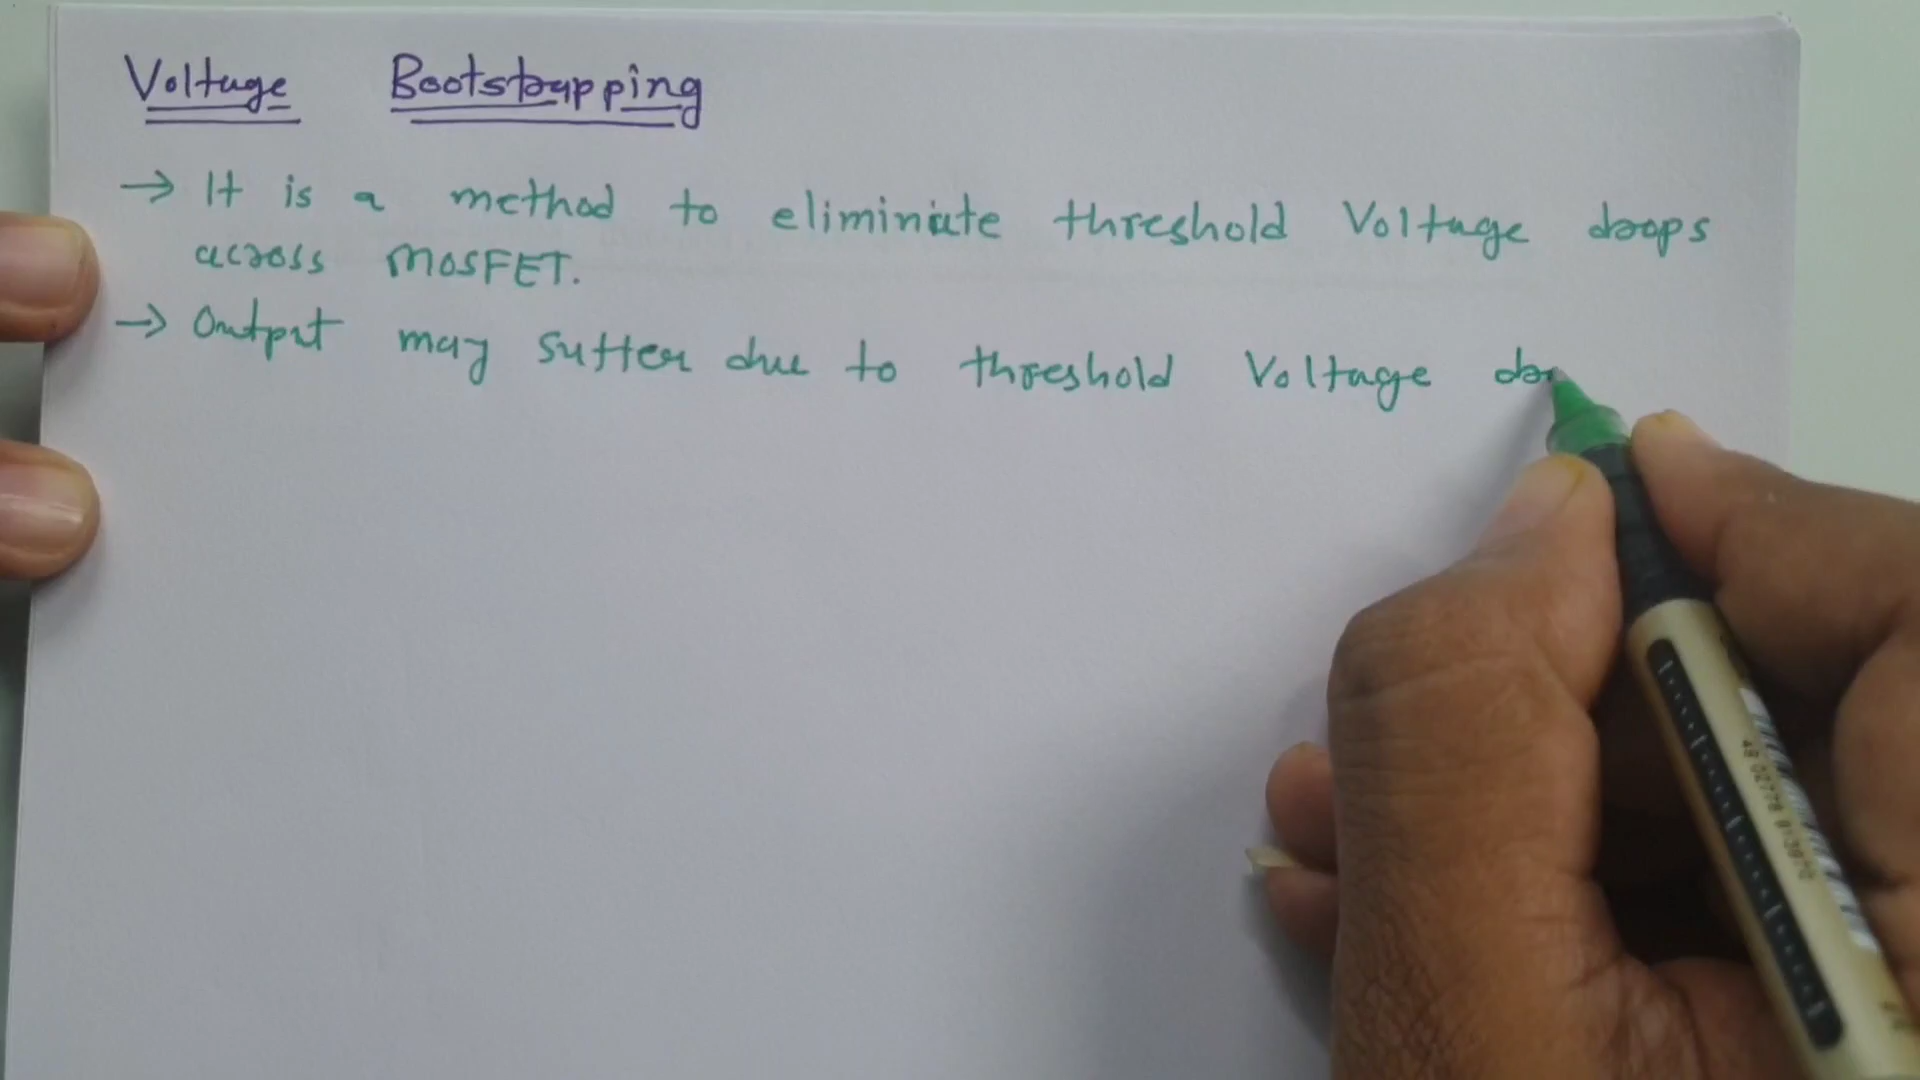 Voltage Bootstrapping
→ It is a method to eliminate threshold Voltage drops
across MOSFET.
→ Output may suffer due to threshold Voltage